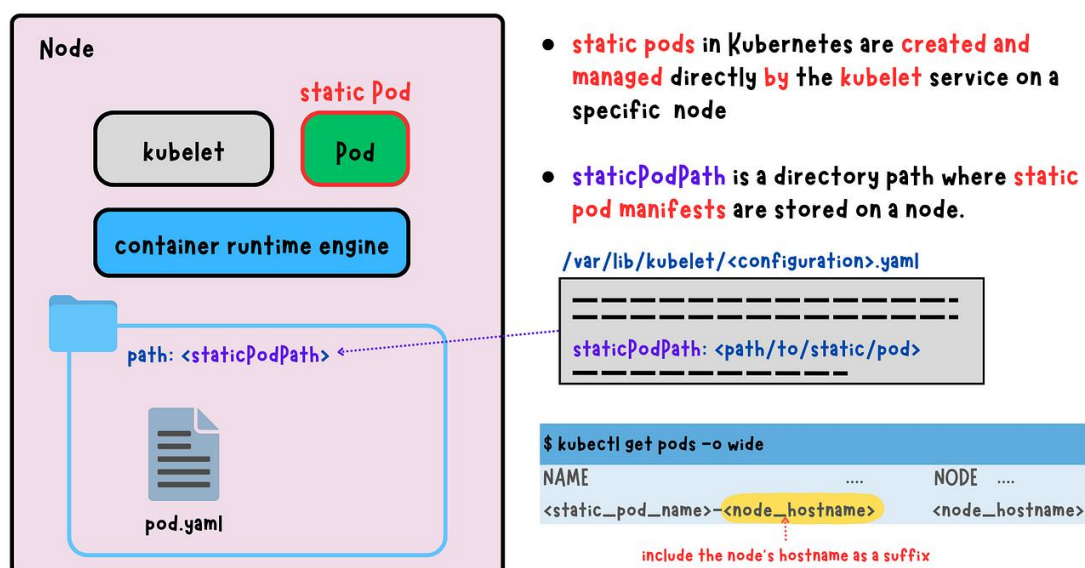 Node
static Pod
kubelet
Pod
container runtime engine
path: <staticPodPath>
pod.yaml
● static pods in Kubernetes are created and
managed directly by the kubelet service on a
specific node
● staticPodPath is a directory path where static
pod manifests are stored on a node.
/var/lib/kubelet/<configuration>.yaml
staticPodPath: <path/to/static/pod>
$ kubectl get pods -o wide
NAME .... NODE ....
<static_pod_name>-<node_hostname> <node_hostname>
include the node's hostname as a suffix